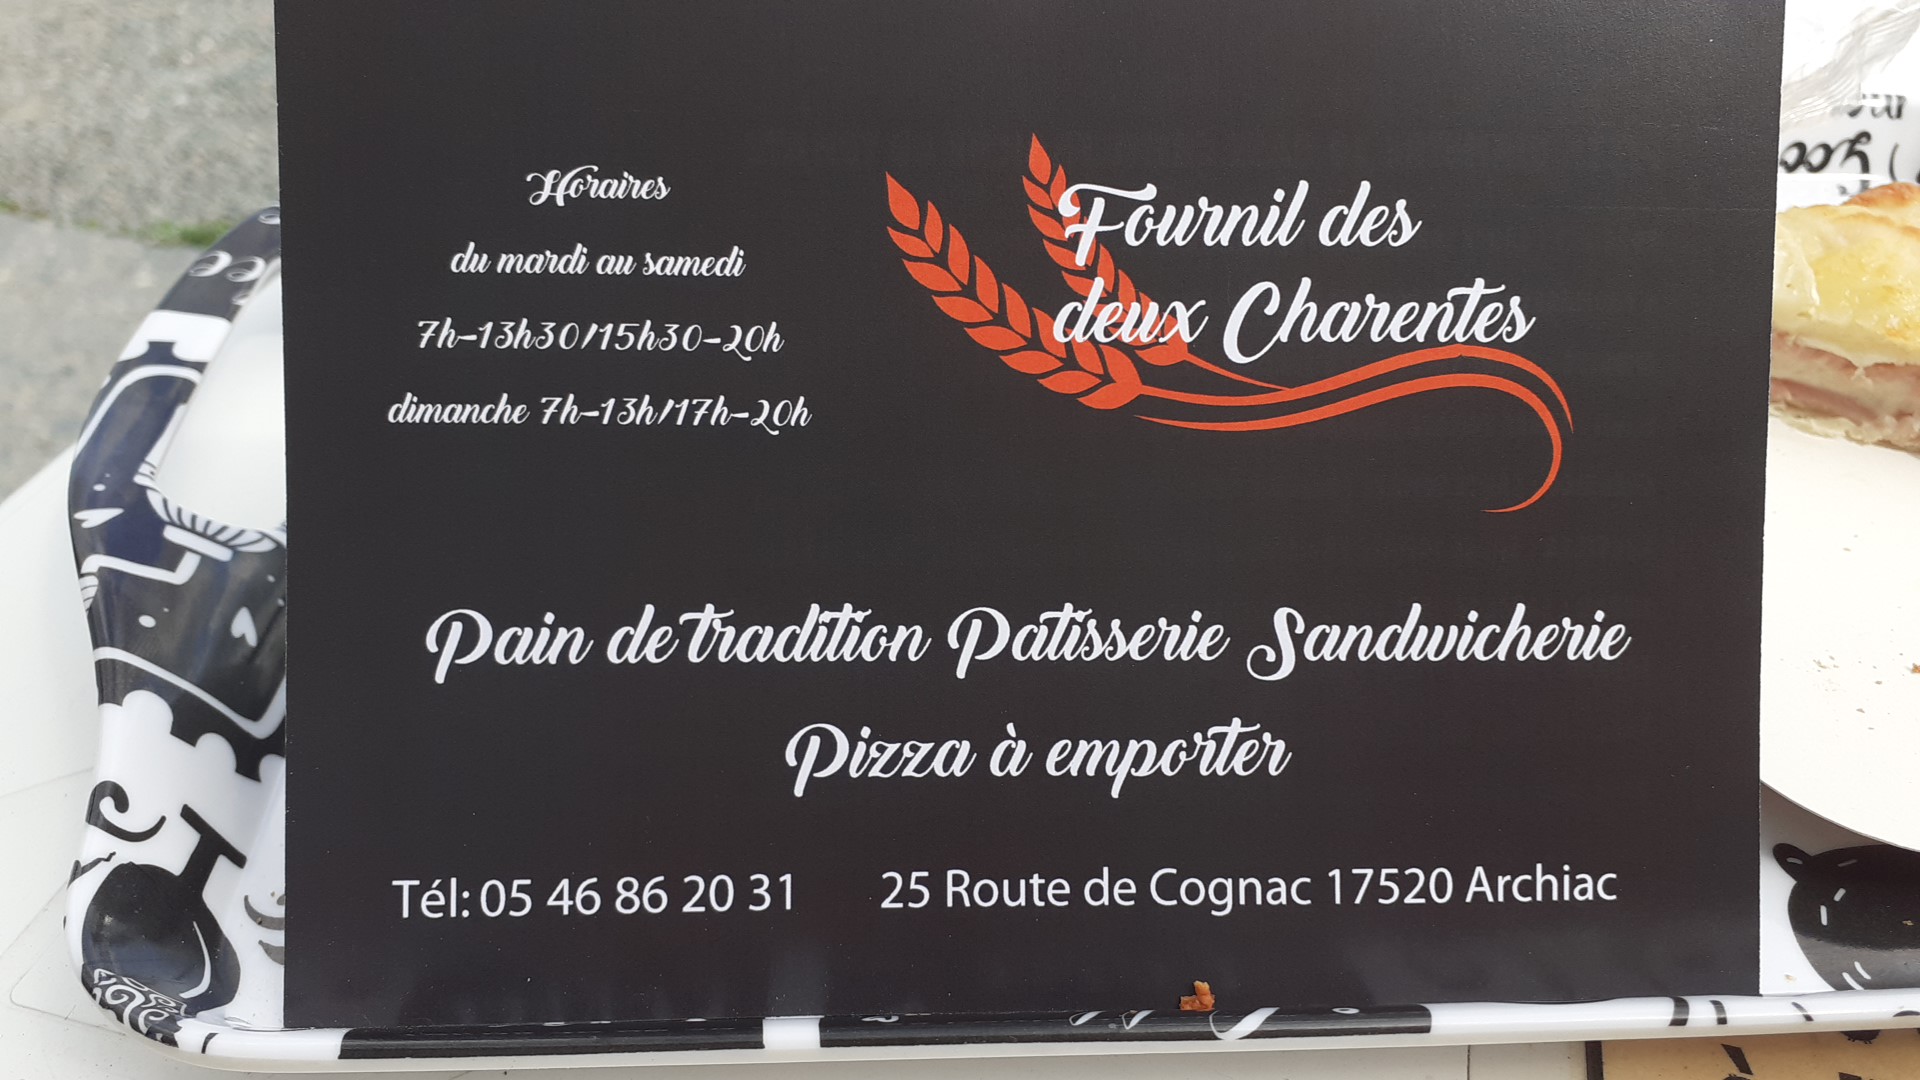 Horaires
du mardi au samedi
7h-13h30/15h30-20h
dimanche 7h-13h/17h-20h
Fournil des
deux Charentes
Pain de tradition Patisserie Sandwicherie
Pizza à emporter
Tél: 05 46 86 20 31
25 Route de Cognac 17520 Archiac